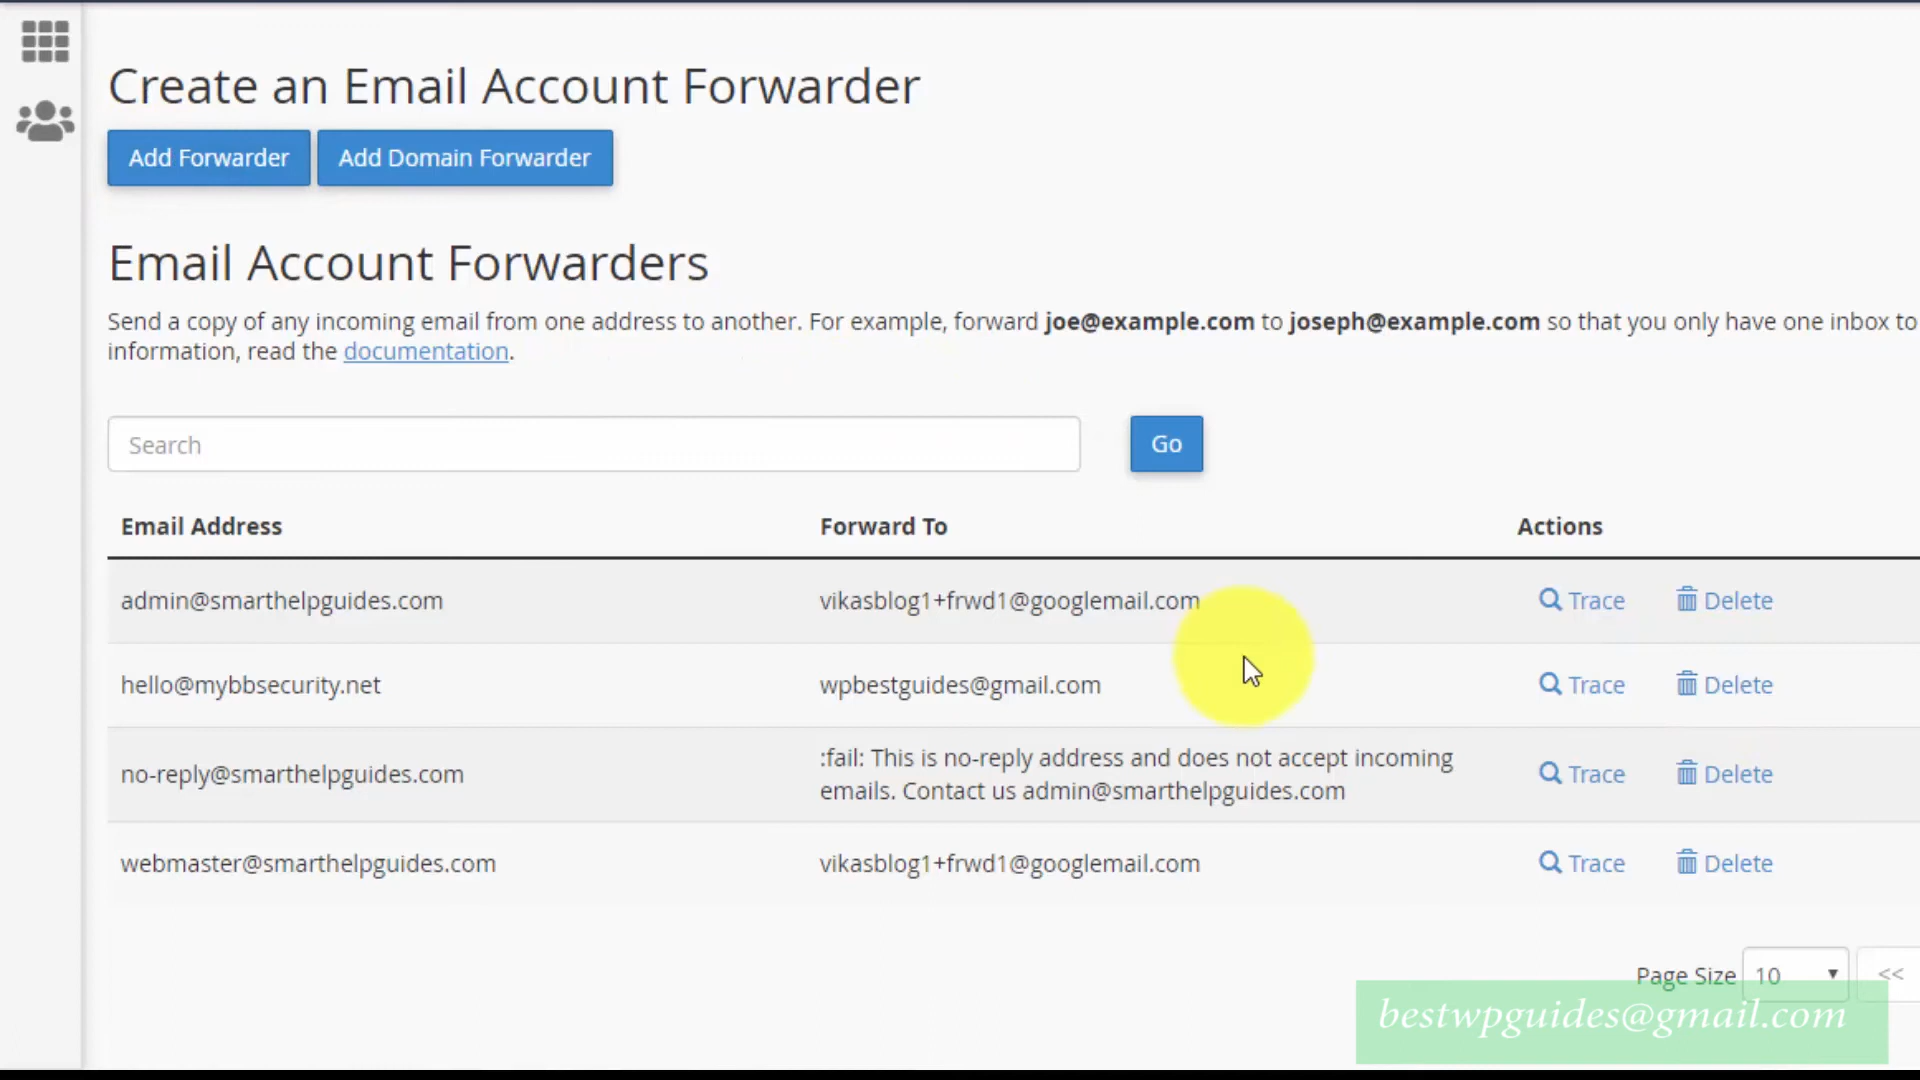 Create an Email Account Forwarder
Add Forwarder Add Domain Forwarder
Email Account Forwarders
Send a copy of any incoming email from one address to another. For example, forward joe@example.com to joseph@example.com so that you only have one inbox to
information, read the documentation.
Search Go
Email Address Forward To Actions
admin@smarthelpguides.com vikasblog1+frwd1@googlemail.com Trace Delete
hello@mybbsecurity.net wpbestguides@gmail.com Trace Delete
no-reply@smarthelpguides.com :fail: This is no-reply address and does not accept incoming
emails. Contact us admin@smarthelpguides.com Trace Delete
webmaster@smarthelpguides.com vikasblog1+frwd1@googlemail.com Trace Delete
Page Size 10 <<
bestwpguides@gmail.com